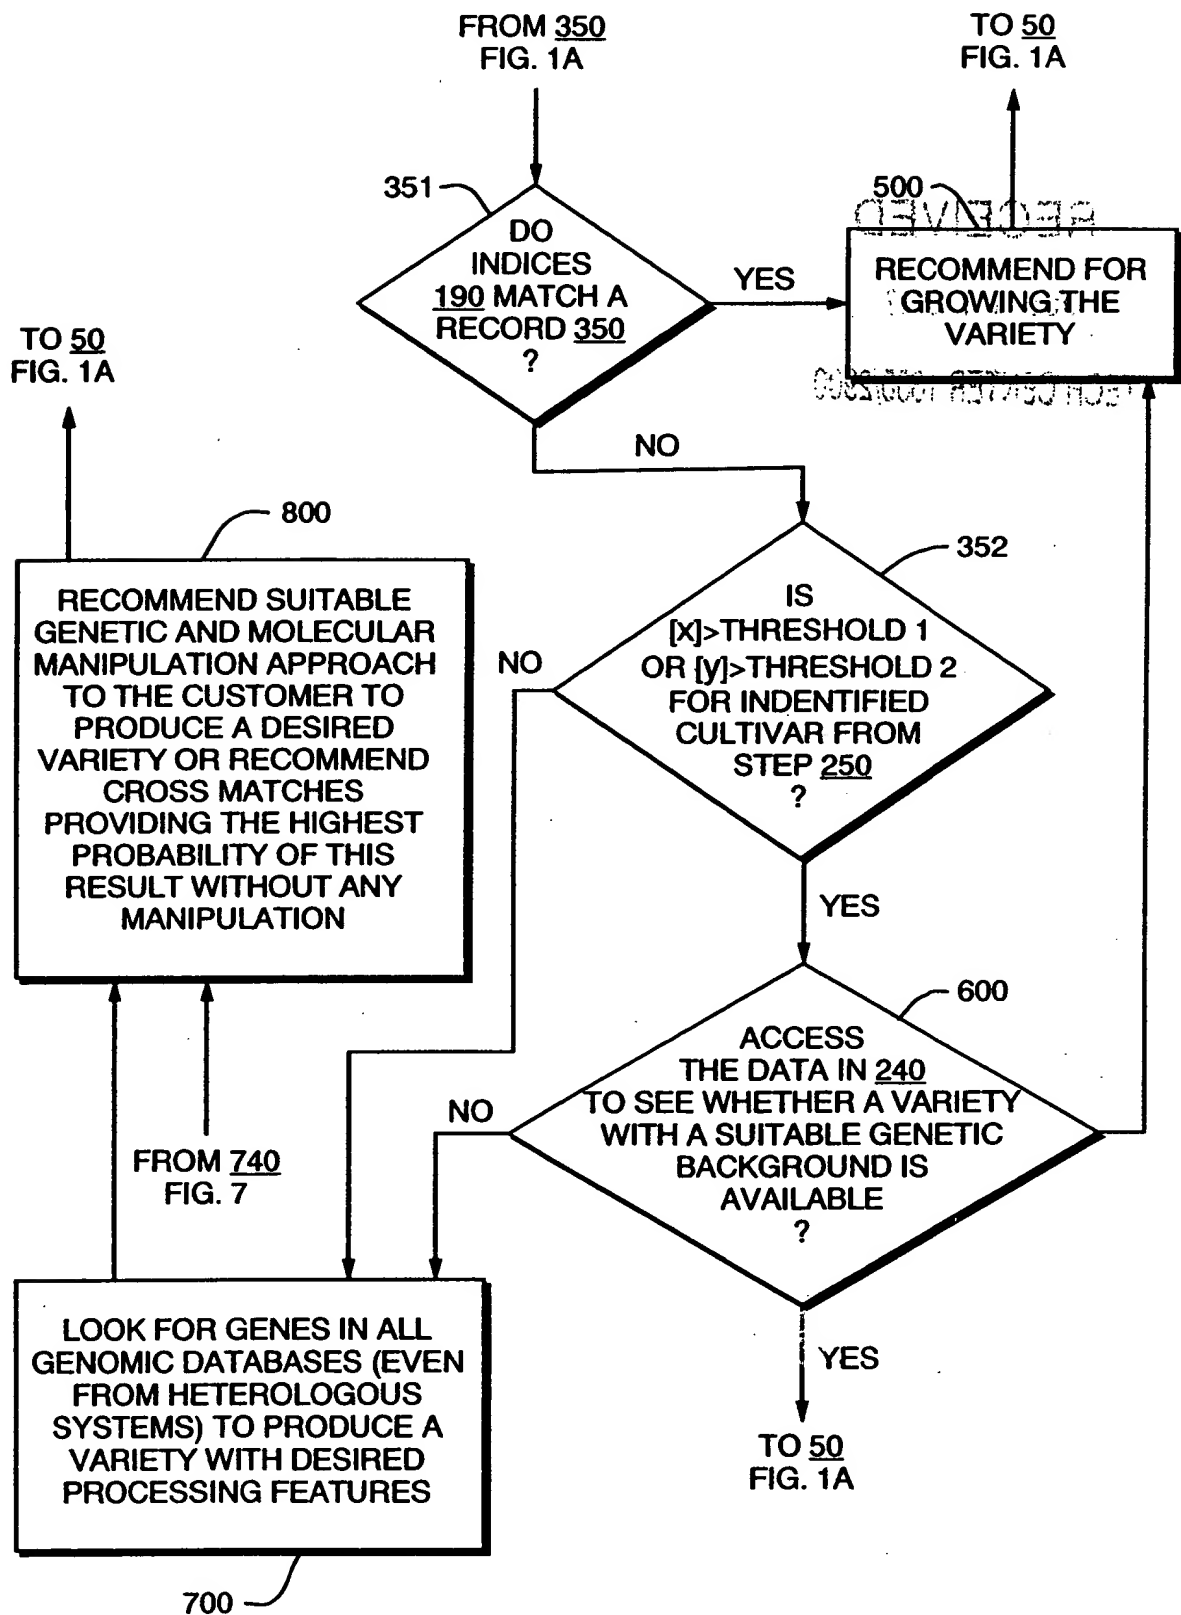 FROM 350
FIG. 1A
TO 50
FIG. 1A
351
500
RECEIVED
DO
INDICES
190 MATCH A
RECORD 350
?
YES
RECOMMEND FOR
GROWING THE
VARIETY
TO 50
FIG. 1A
TECH CENTER 1600/2900
NO
800
352
RECOMMEND SUITABLE
GENETIC AND MOLECULAR
MANIPULATION APPROACH
TO THE CUSTOMER TO
PRODUCE A DESIRED
VARIETY OR RECOMMEND
CROSS MATCHES
PROVIDING THE HIGHEST
PROBABILITY OF THIS
RESULT WITHOUT ANY
MANIPULATION
NO
IS
[x]>THRESHOLD 1
OR [y]>THRESHOLD 2
FOR INDENTIFIED
CULTIVAR FROM
STEP 250
?
YES
600
ACCESS
THE DATA IN 240
TO SEE WHETHER A VARIETY
WITH A SUITABLE GENETIC
BACKGROUND IS
AVAILABLE
?
NO
FROM 740
FIG. 7
YES
TO 50
FIG. 1A
LOOK FOR GENES IN ALL
GENOMIC DATABASES (EVEN
FROM HETEROLOGOUS
SYSTEMS) TO PRODUCE A
VARIETY WITH DESIRED
PROCESSING FEATURES
700